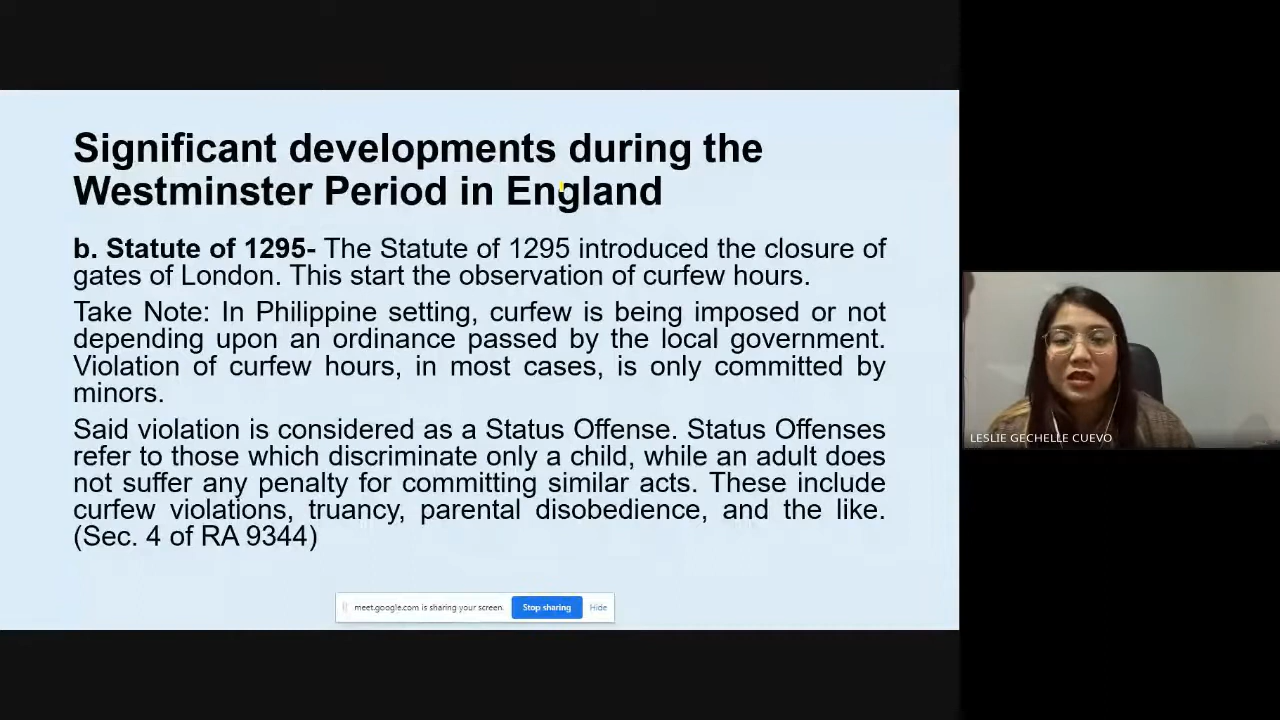 Significant developments during the
Westminster Period in England
b. Statute of 1295- The Statute of 1295 introduced the closure of
gates of London. This start the observation of curfew hours.
Take Note: In Philippine setting, curfew is being imposed or not
depending upon an ordinance passed by the local government.
Violation of curfew hours, in most cases, is only committed by
minors.
Said violation is considered as a Status Offense. Status Offenses
refer to those which discriminate only a child, while an adult does
not suffer any penalty for committing similar acts. These include
curfew violations, truancy, parental disobedience, and the like.
(Sec. 4 of RA 9344)
meet.google.com is sharing your screen. Stop sharing Hide
LESLIE GECHELLE CUEVO